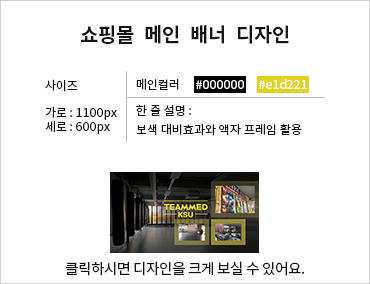 쇼핑몰 메인 배너 디자인
사이즈
가로 : 1100px
세로 : 600px
메인컬러 #000000 #e1d221
한 줄 설명 :
보색 대비효과와 액자 프레임 활용
TEAMMED
KSU
클릭하시면 디자인을 크게 보실 수 있어요.